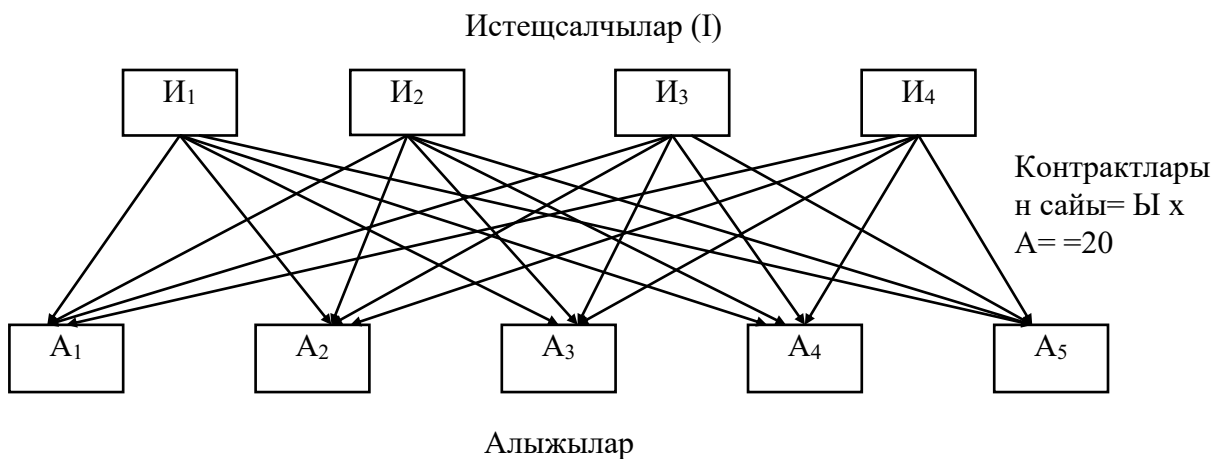 Истещсалчылар (I)
И₁ И₂ И₃ И₄
Контрактлары
н сайы= Ы х
А= =20
А₁ А₂ А₃ А₄ А₅
Алыжылар